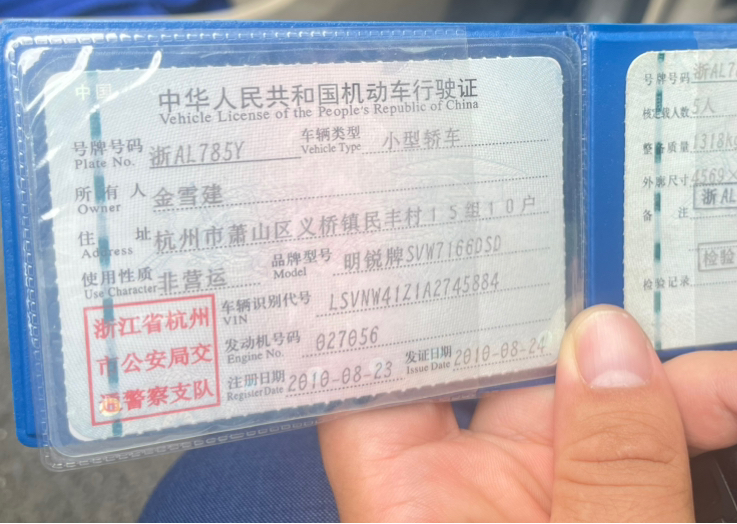 中国
中华人民共和国机动车行驶证
Vehicle License of the People's Republic of China
号牌号码 浙AL785Y 车辆类型 小型轿车
Plate No. Vehicle Type
所有人 金雪建
Owner
住址 杭州市萧山区义桥镇民丰村15组10户
Address
使用性质 非营运 品牌型号 明锐牌SVW7166DSD
Use Character Model
浙江省杭州
市公安局交
通警察支队
车辆识别代号 LSVNW41Z1A2745884
VIN
发动机号码 027056
Engine No.
注册日期 2010-08-23 发证日期 2010-08-24
Register Date Issue Date
号牌号码 浙AL78
核定载人数 5人
整备质量 1318kg
外廓尺寸 4569×
备注 浙AL
检验
检验记录